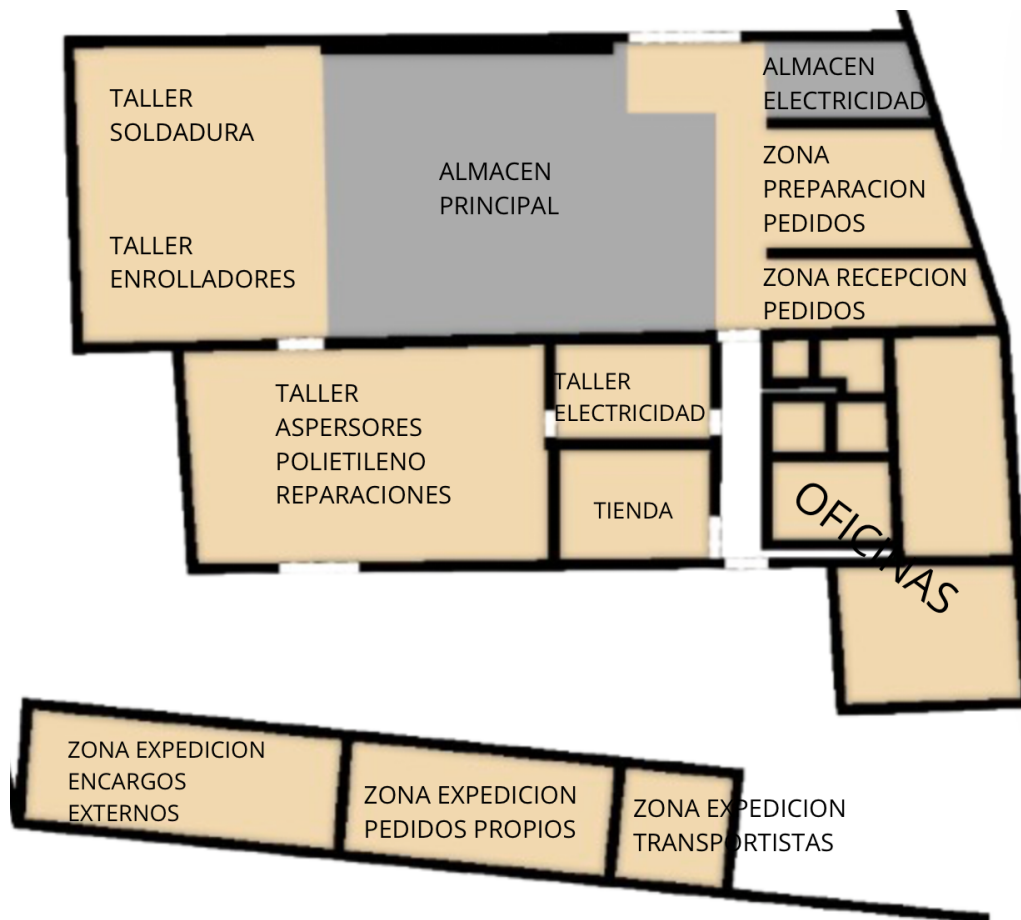 TALLER
SOLDADURA
ALMACEN
PRINCIPAL
ALMACEN
ELECTRICIDAD
ZONA
PREPARACION
PEDIDOS
TALLER
ENROLLADORES
ZONA RECEPCION
PEDIDOS
TALLER
ASPERSORES
POLIETILENO
REPARACIONES
TALLER
ELECTRICIDAD
TIENDA
OFICINAS
ZONA EXPEDICION
ENCARGOS
EXTERNOS
ZONA EXPEDICION
PEDIDOS PROPIOS
ZONA EXPEDICION
TRANSPORTISTAS